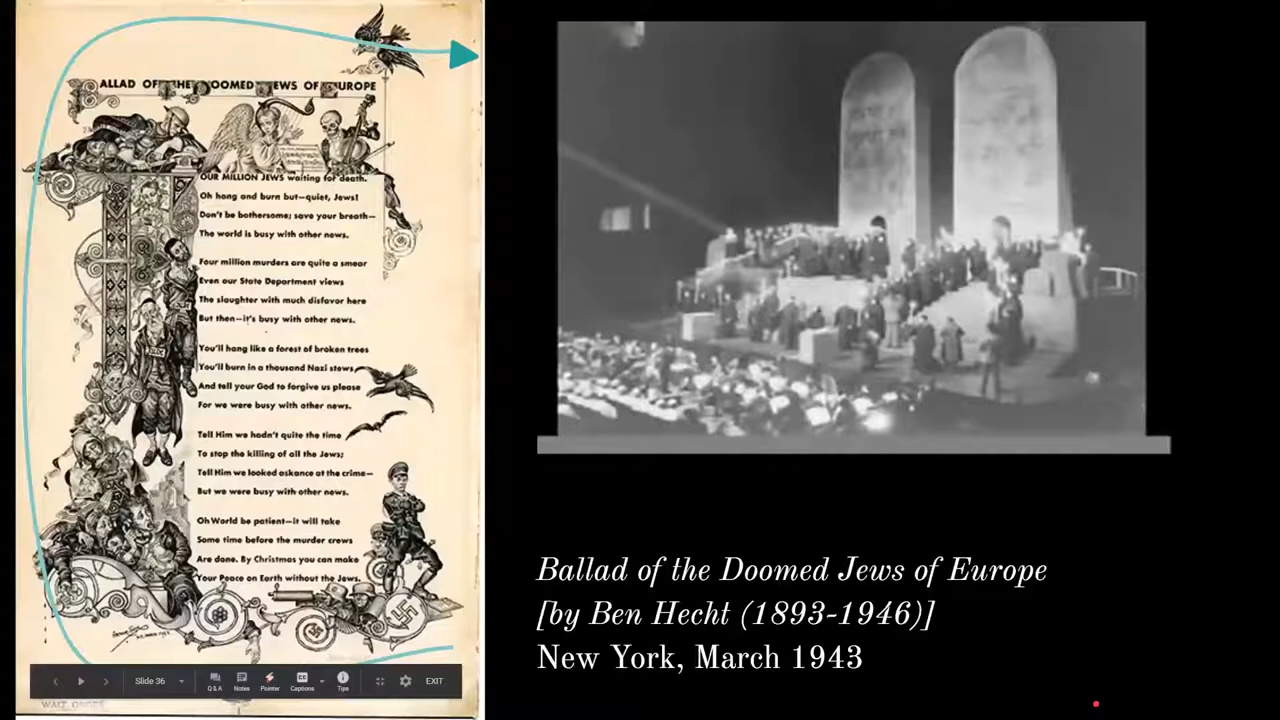 ALLAD OF THE DOOMED JEWS OF EUROPE
OUR MILLION JEWS waiting for death.
Oh hang and burn but—quiet, Jews!
Don't be bothersome; save your breath—
The world is busy with other news.
Four million murders are quite a smear
Even our State Department views
The slaughter with much disfavor here
But then—it's busy with other news.
You'll hang like a forest of broken trees
You'll burn in a thousand Nazi stews
And tell your God to forgive us please
For we were busy with other news.
Tell Him we hadn't quite the time
To stop the killing of all the Jews;
Tell Him we looked askance at the crime—
But we were busy with other news.
Oh World be patient—it will take
Some time before the murder crews
Are done. By Christmas you can make
Your Peace on Earth without the Jews.
Slide 36
Q & A
Notes
Pointer
Captions
Tips
EXIT
Ballad of the Doomed Jews of Europe
[by Ben Hecht (1893-1946)]
New York, March 1943